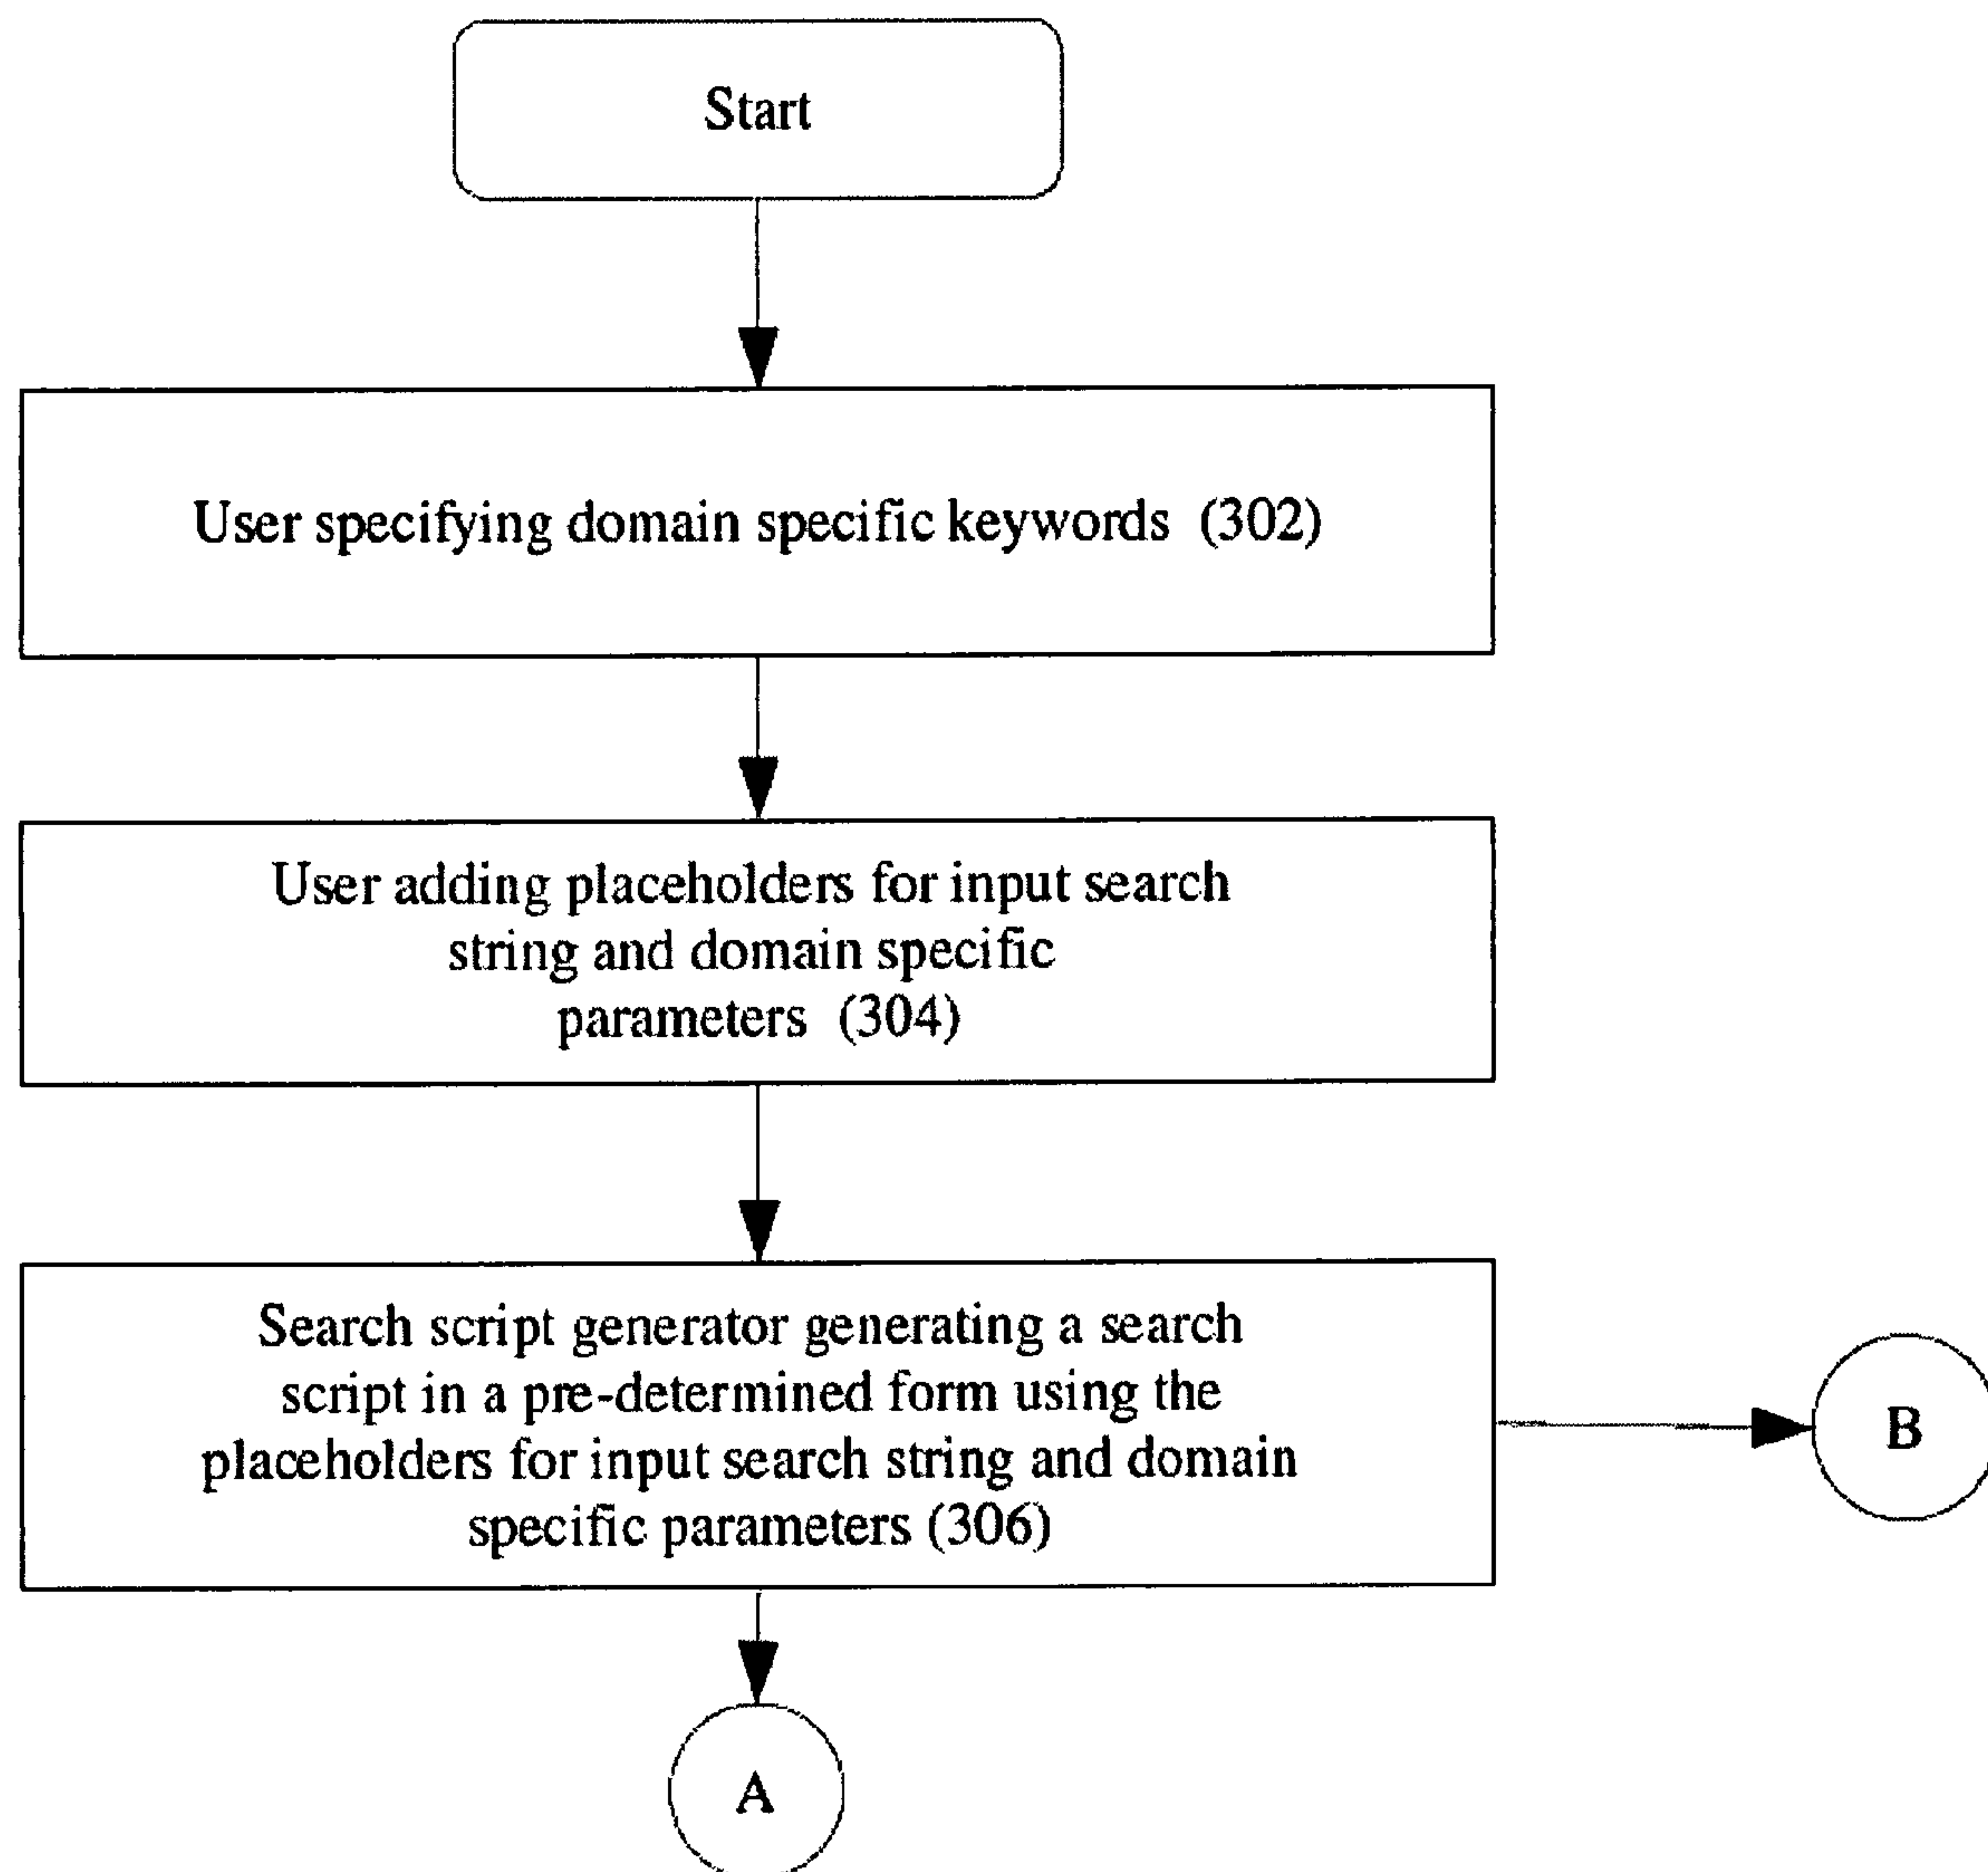 Start
User specifying domain specific keywords (302)
User adding placeholders for input search
string and domain specific
parameters (304)
Search script generator generating a search
script in a pre-determined form using the
placeholders for input search string and domain
specific parameters (306)
B
A